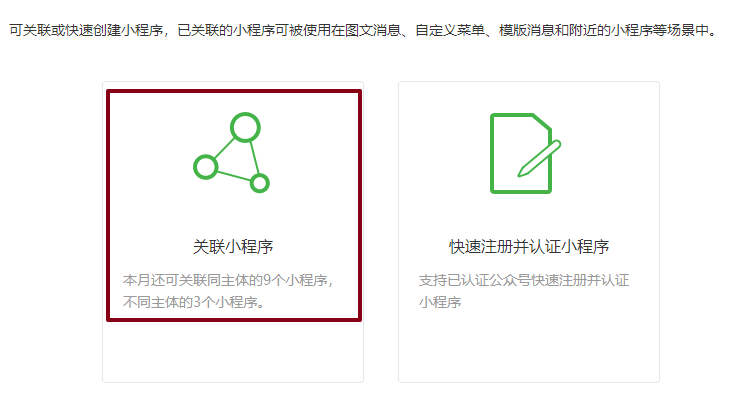 可关联或快速创建小程序，已关联的小程序可被使用在图文消息、自定义菜单、模版消息和附近的小程序等场景中。
关联小程序
本月还可关联同主体的9个小程序，
不同主体的3个小程序。
快速注册并认证小程序
支持已认证公众号快速注册并认证
小程序